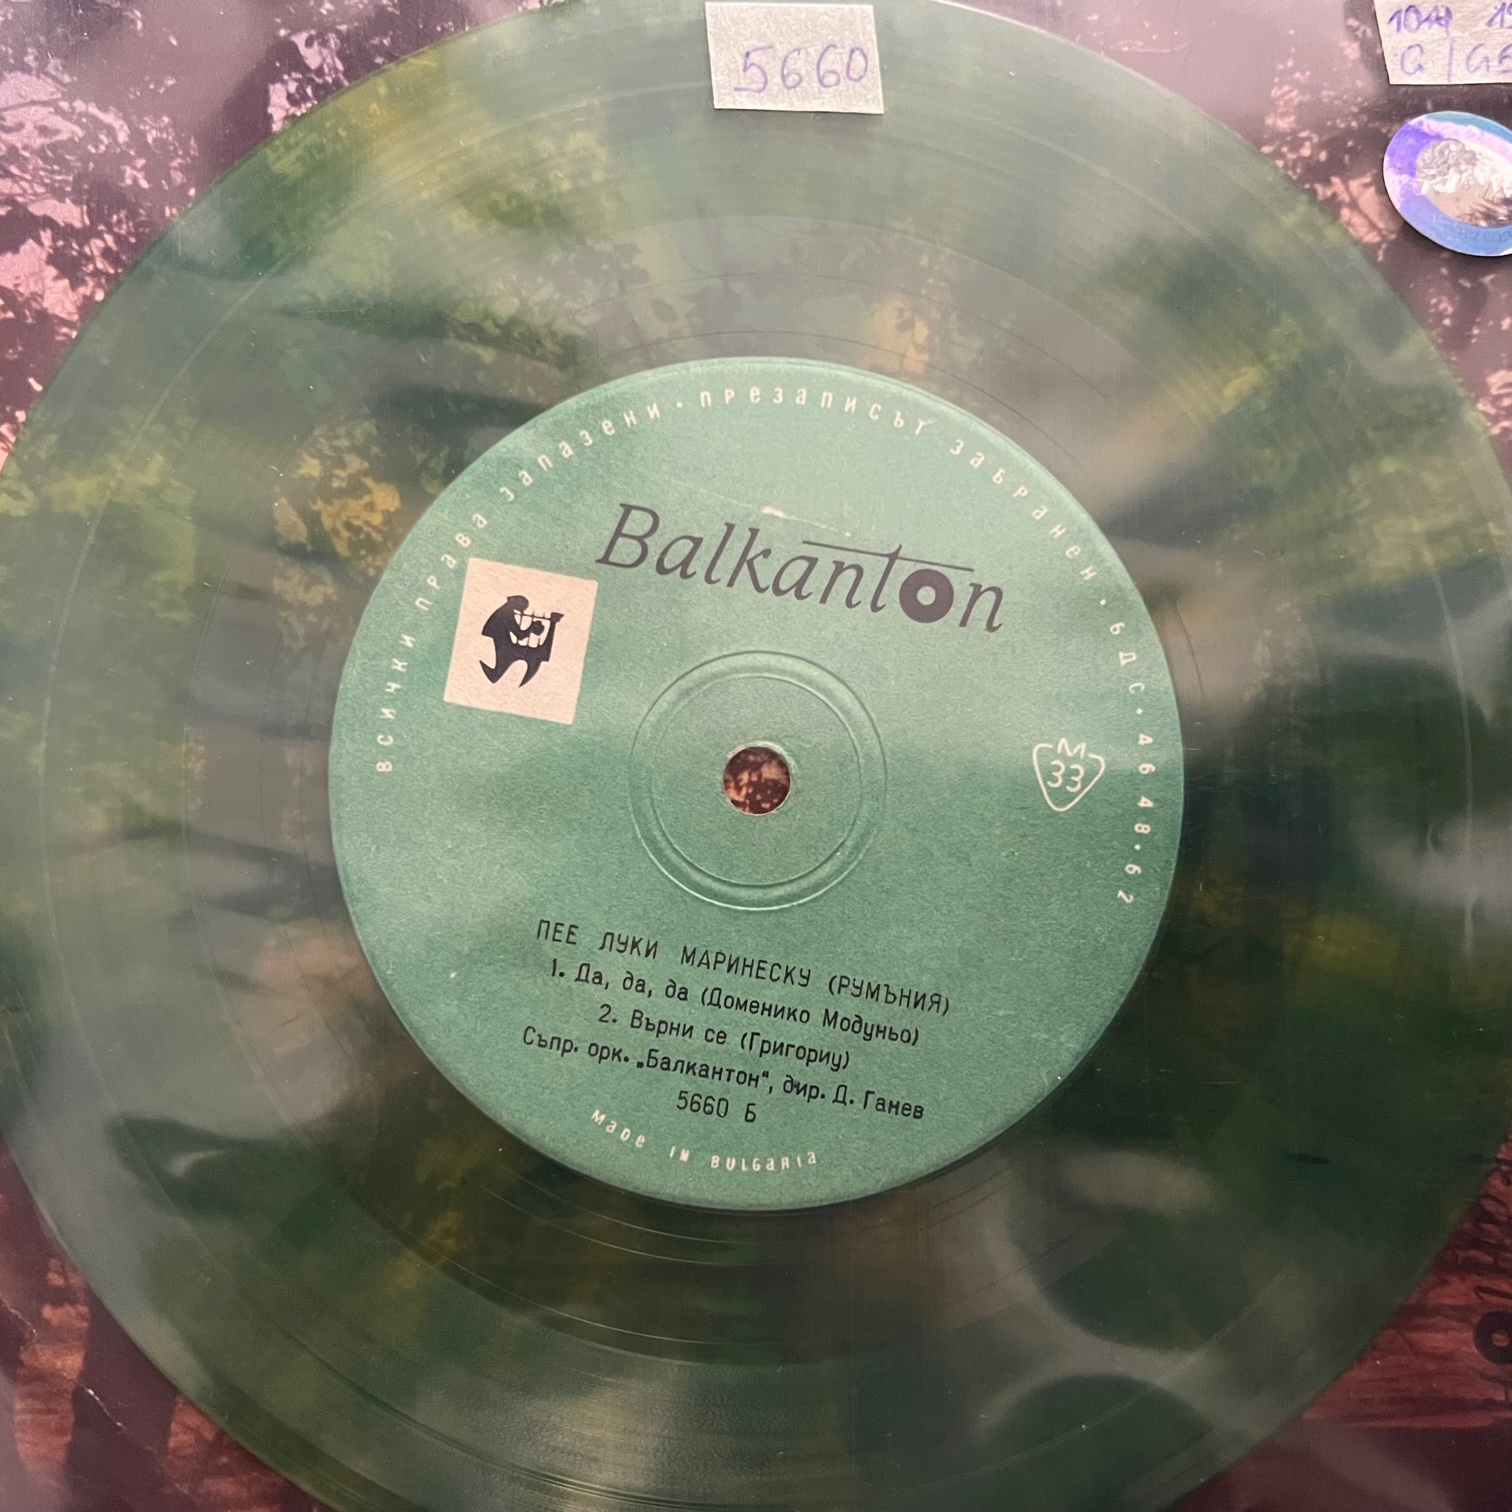 5660
всички права запазени · презаписът забранен · бдс · 4648·62
Balkanton
М
33
ПЕЕ ЛУКИ МАРИНЕСКУ (РУМЪНИЯ)
1. Да, да, да (Доменико Модуньо)
2. Върни се (Григориу)
Съпр. орк. „Балкантон“, дир. Д. Ганев
5660 Б
Made in Bulgaria